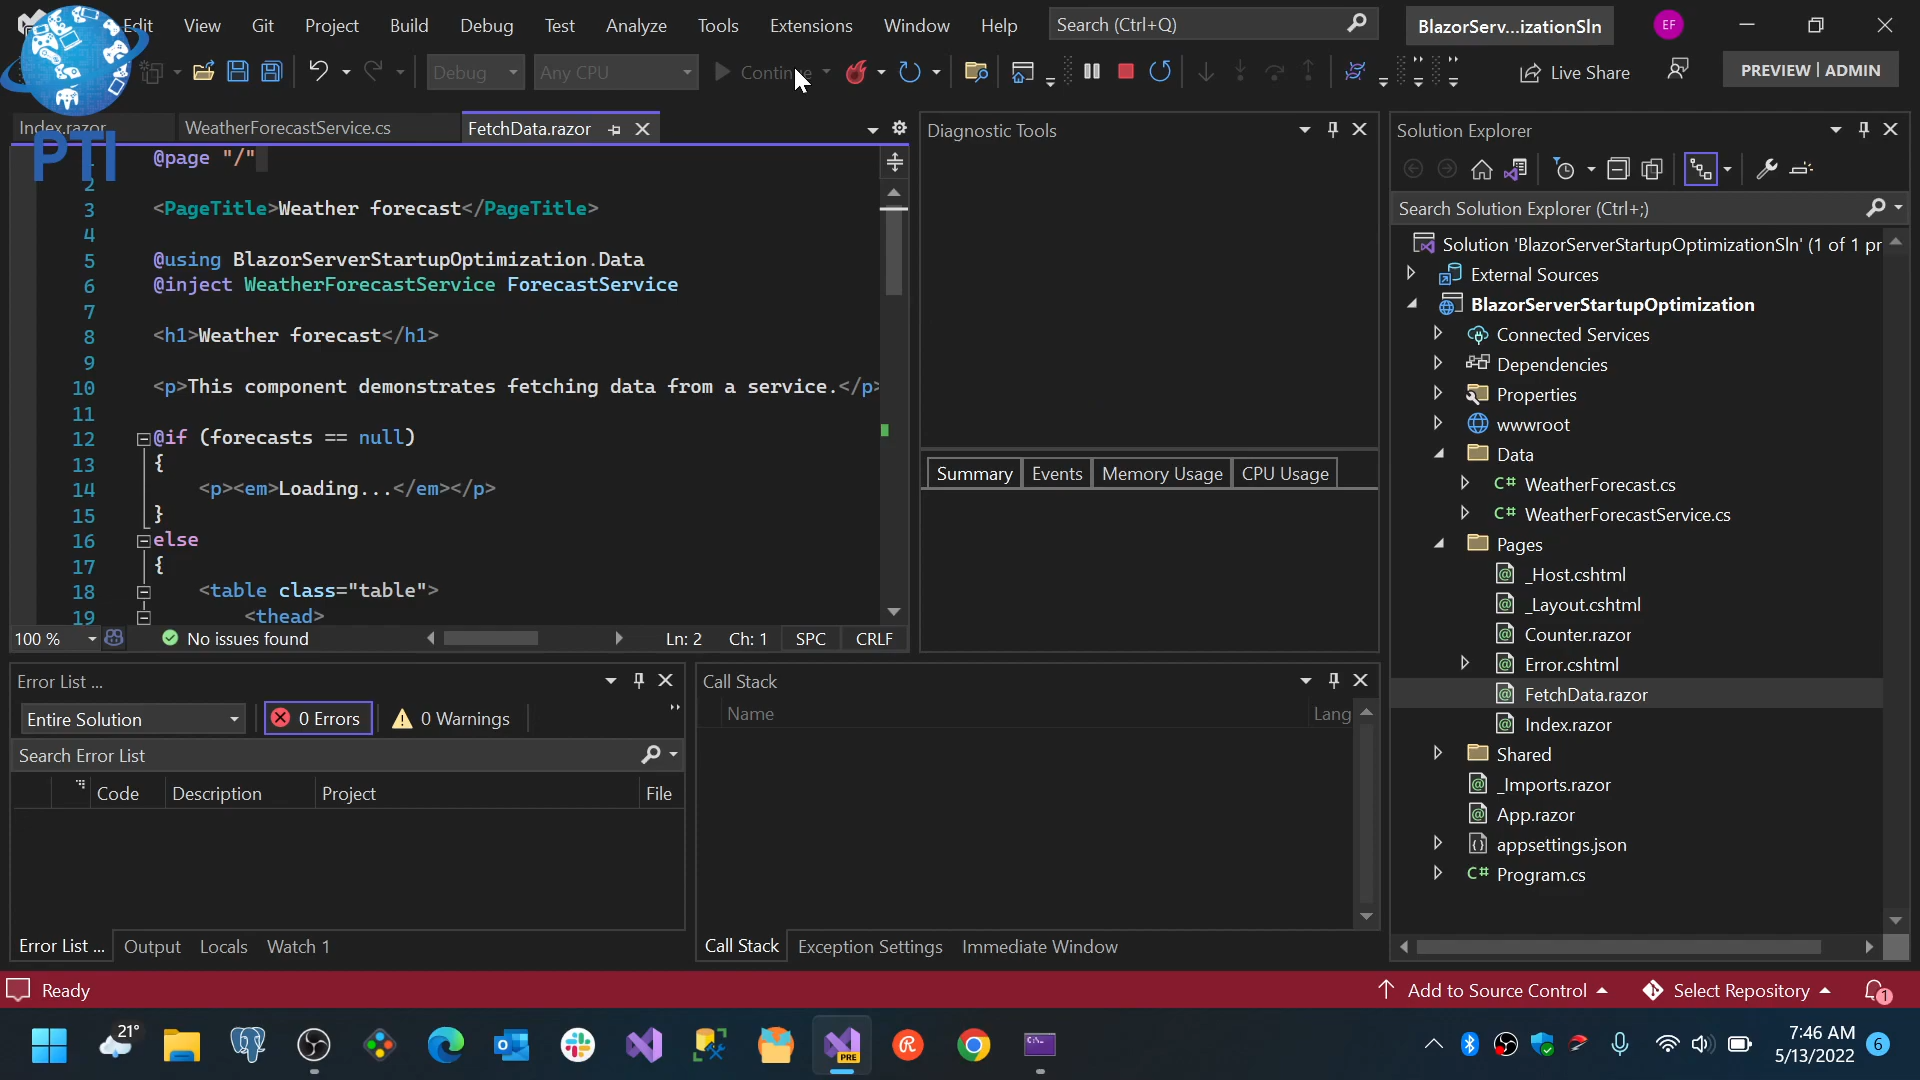 Edit View Git Project Build Debug Test Analyze Tools Extensions Window Help Search (Ctrl+Q) BlazorServ...izationSln EF
Debug Any CPU Continue Live Share PREVIEW | ADMIN
PTI
Index.razor WeatherForecastService.cs FetchData.razor
@page "/"
2
3 <PageTitle>Weather forecast</PageTitle>
4
5 @using BlazorServerStartupOptimization.Data
6 @inject WeatherForecastService ForecastService
7
8 <h1>Weather forecast</h1>
9
10 <p>This component demonstrates fetching data from a service.</p>
11
12 @if (forecasts == null)
13 {
14 <p><em>Loading...</em></p>
15 }
16 else
17 {
18 <table class="table">
19 <thead>
100 % No issues found Ln: 2 Ch: 1 SPC CRLF
Diagnostic Tools
Summary Events Memory Usage CPU Usage
Solution Explorer
Search Solution Explorer (Ctrl+;)
Solution 'BlazorServerStartupOptimizationSln' (1 of 1 pr
External Sources
BlazorServerStartupOptimization
Connected Services
Dependencies
Properties
wwwroot
Data
C# WeatherForecast.cs
C# WeatherForecastService.cs
Pages
_Host.cshtml
_Layout.cshtml
Counter.razor
Error.cshtml
FetchData.razor
Index.razor
Shared
_Imports.razor
App.razor
appsettings.json
C# Program.cs
Error List ...
Entire Solution 0 Errors 0 Warnings
Search Error List
Code Description Project File
Error List ... Output Locals Watch 1
Call Stack
Name Lang
Call Stack Exception Settings Immediate Window
Ready Add to Source Control Select Repository 1
21° PRE 7:46 AM 6
5/13/2022